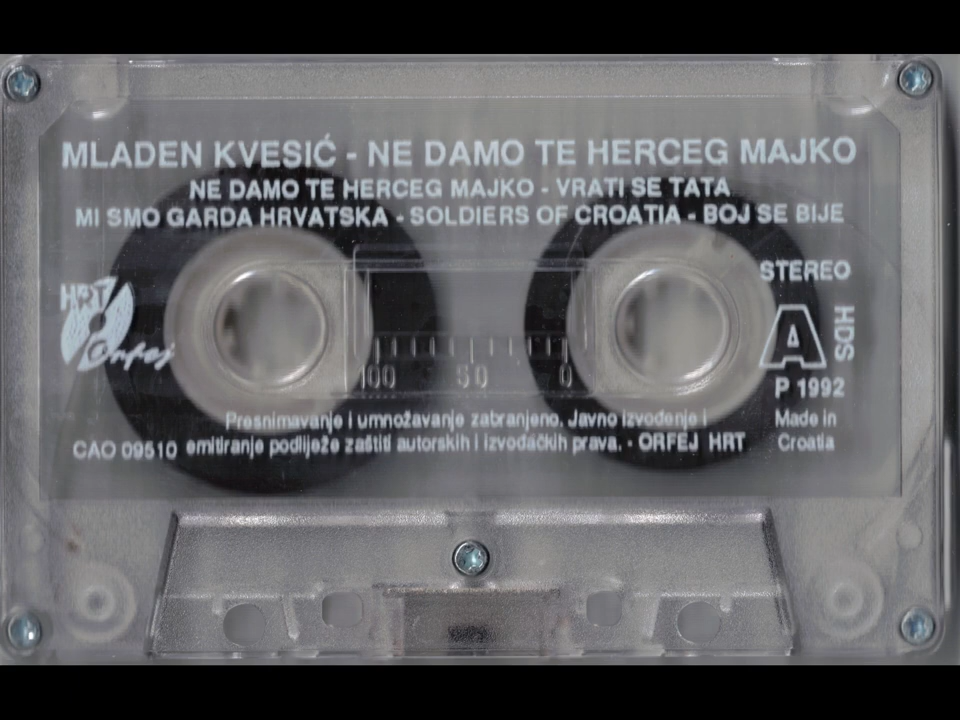 MLADEN KVESIĆ - NE DAMO TE HERCEG MAJKO
NE DAMO TE HERCEG MAJKO - VRATI SE TATA
MI SMO GARDA HRVATSKA - SOLDIERS OF CROATIA - BOJ SE BIJE
HRT
Orfej
STEREO
A
HDS
P 1992
100 50 0
Presnimavanje i umnožavanje zabranjeno. Javno izvođenje i
emitiranje podliježe zaštiti autorskih i izvođačkih prava. - ORFEJ HRT
CAO 09510
Made in
Croatia